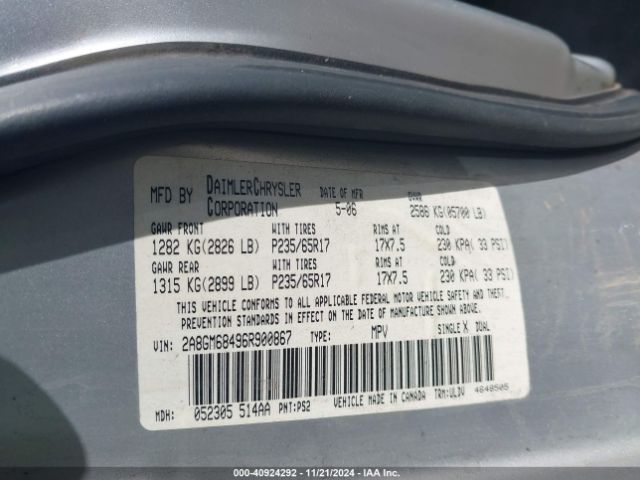 MFD BY DAIMLERCHRYSLER CORPORATION DATE OF MFR 5-06 GVWR 2586 KG(05700 LB)
GAWR FRONT WITH TIRES RIMS AT COLD
1282 KG(2826 LB) P235/65R17 17X7.5 230 KPA( 33 PSI)
GAWR REAR WITH TIRES RIMS AT COLD
1315 KG(2899 LB) P235/65R17 17X7.5 230 KPA( 33 PSI)
THIS VEHICLE CONFORMS TO ALL APPLICABLE FEDERAL MOTOR VEHICLE SAFETY AND THEFT
PREVENTION STANDARDS IN EFFECT ON THE DATE OF MANUFACTURE SHOWN ABOVE.
VIN: 2A8GM68496R900867 TYPE: MPV SINGLE X DUAL
MDH: 052305 514AA PNT:PS2 VEHICLE MADE IN CANADA TRM:ULDV 4648505
000-40924292 - 11/21/2024 - IAA Inc.